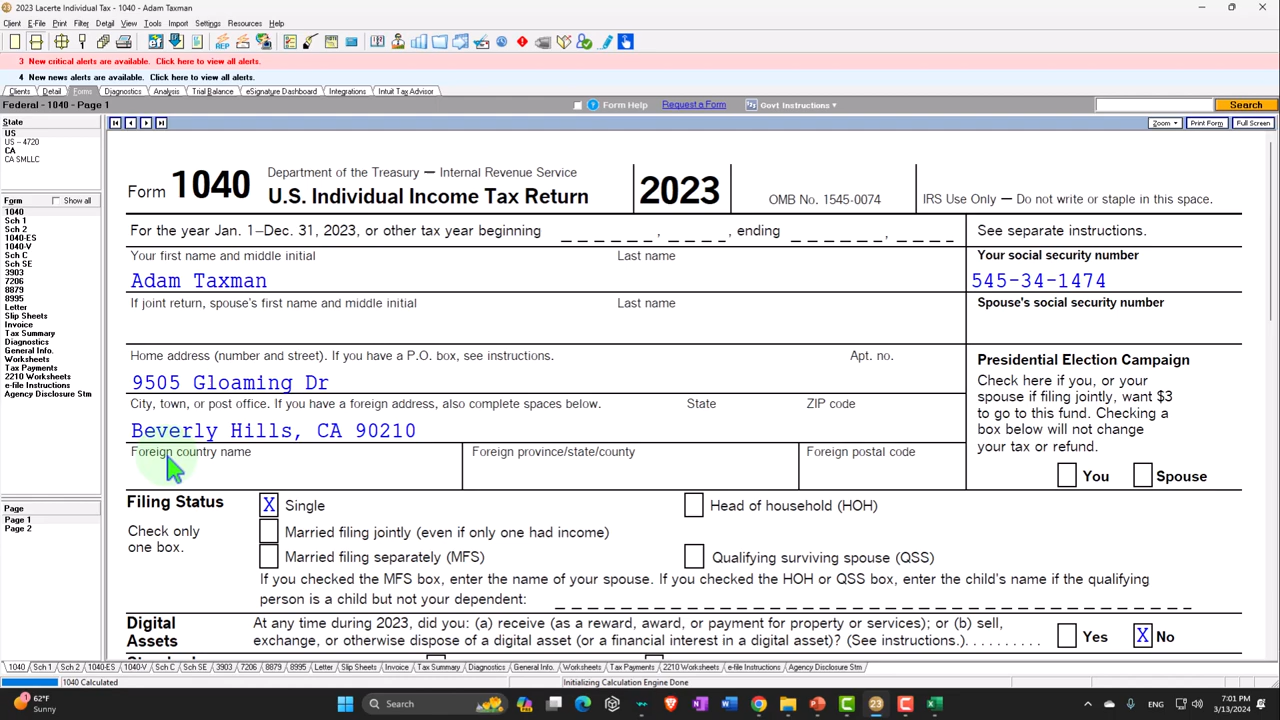 2023 Lacerte Individual Tax - 1040 - Adam Taxman
Client E-File Print Filter Detail View Tools Import Settings Resources Help
REP
3 New critical alerts are available. Click here to view all alerts.
4 New news alerts are available. Click here to view all alerts.
Clients Detail Forms Diagnostics Analysis Trial Balance eSignature Dashboard Integrations Intuit Tax Advisor
Federal - 1040 - Page 1 Form Help Request a Form Govt Instructions Search
State
US
US – 4720
CA
CA SMLLC
Form Show all
1040
Sch 1
Sch 2
1040-ES
1040-V
Sch C
Sch SE
3903
7206
8879
8995
Letter
Slip Sheets
Invoice
Tax Summary
Diagnostics
General Info.
Worksheets
Tax Payments
2210 Worksheets
e-file Instructions
Agency Disclosure Stm
Page
Page 1
Page 2
Zoom Print Form Full Screen
Form 1040 Department of the Treasury — Internal Revenue Service
U.S. Individual Income Tax Return 2023 OMB No. 1545-0074 IRS Use Only — Do not write or staple in this space.
For the year Jan. 1–Dec. 31, 2023, or other tax year beginning , , ending , See separate instructions.
Your first name and middle initial Last name Your social security number
Adam Taxman 545-34-1474
If joint return, spouse's first name and middle initial Last name Spouse's social security number
Home address (number and street). If you have a P.O. box, see instructions. Apt. no.
9505 Gloaming Dr
City, town, or post office. If you have a foreign address, also complete spaces below. State ZIP code
Beverly Hills, CA 90210
Foreign country name Foreign province/state/county Foreign postal code
Presidential Election Campaign
Check here if you, or your
spouse if filing jointly, want $3
to go to this fund. Checking a
box below will not change
your tax or refund.
You Spouse
Filing Status
Check only
one box.
X Single Head of household (HOH)
Married filing jointly (even if only one had income)
Married filing separately (MFS) Qualifying surviving spouse (QSS)
If you checked the MFS box, enter the name of your spouse. If you checked the HOH or QSS box, enter the child's name if the qualifying
person is a child but not your dependent:
Digital
Assets
At any time during 2023, did you: (a) receive (as a reward, award, or payment for property or services); or (b) sell,
exchange, or otherwise dispose of a digital asset (or a financial interest in a digital asset)? (See instructions.) . . . . . . . . . . Yes X No
1040 Sch 1 Sch 2 1040-ES 1040-V Sch C Sch SE 3903 7206 8879 8995 Letter Slip Sheets Invoice Tax Summary Diagnostics General Info. Worksheets Tax Payments 2210 Worksheets e-file Instructions Agency Disclosure Stm
1040 Calculated Initializing Calculation Engine Done
62°F
Sunny
Search
ENG
7:01 PM
3/13/2024